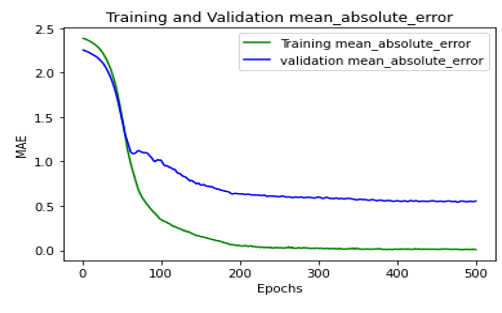 Training and Validation mean_absolute_error
2.5
2.0
1.5
1.0
0.5
0.0
MAE
Training mean_absolute_error
validation mean_absolute_error
0 100 200 300 400 500
Epochs